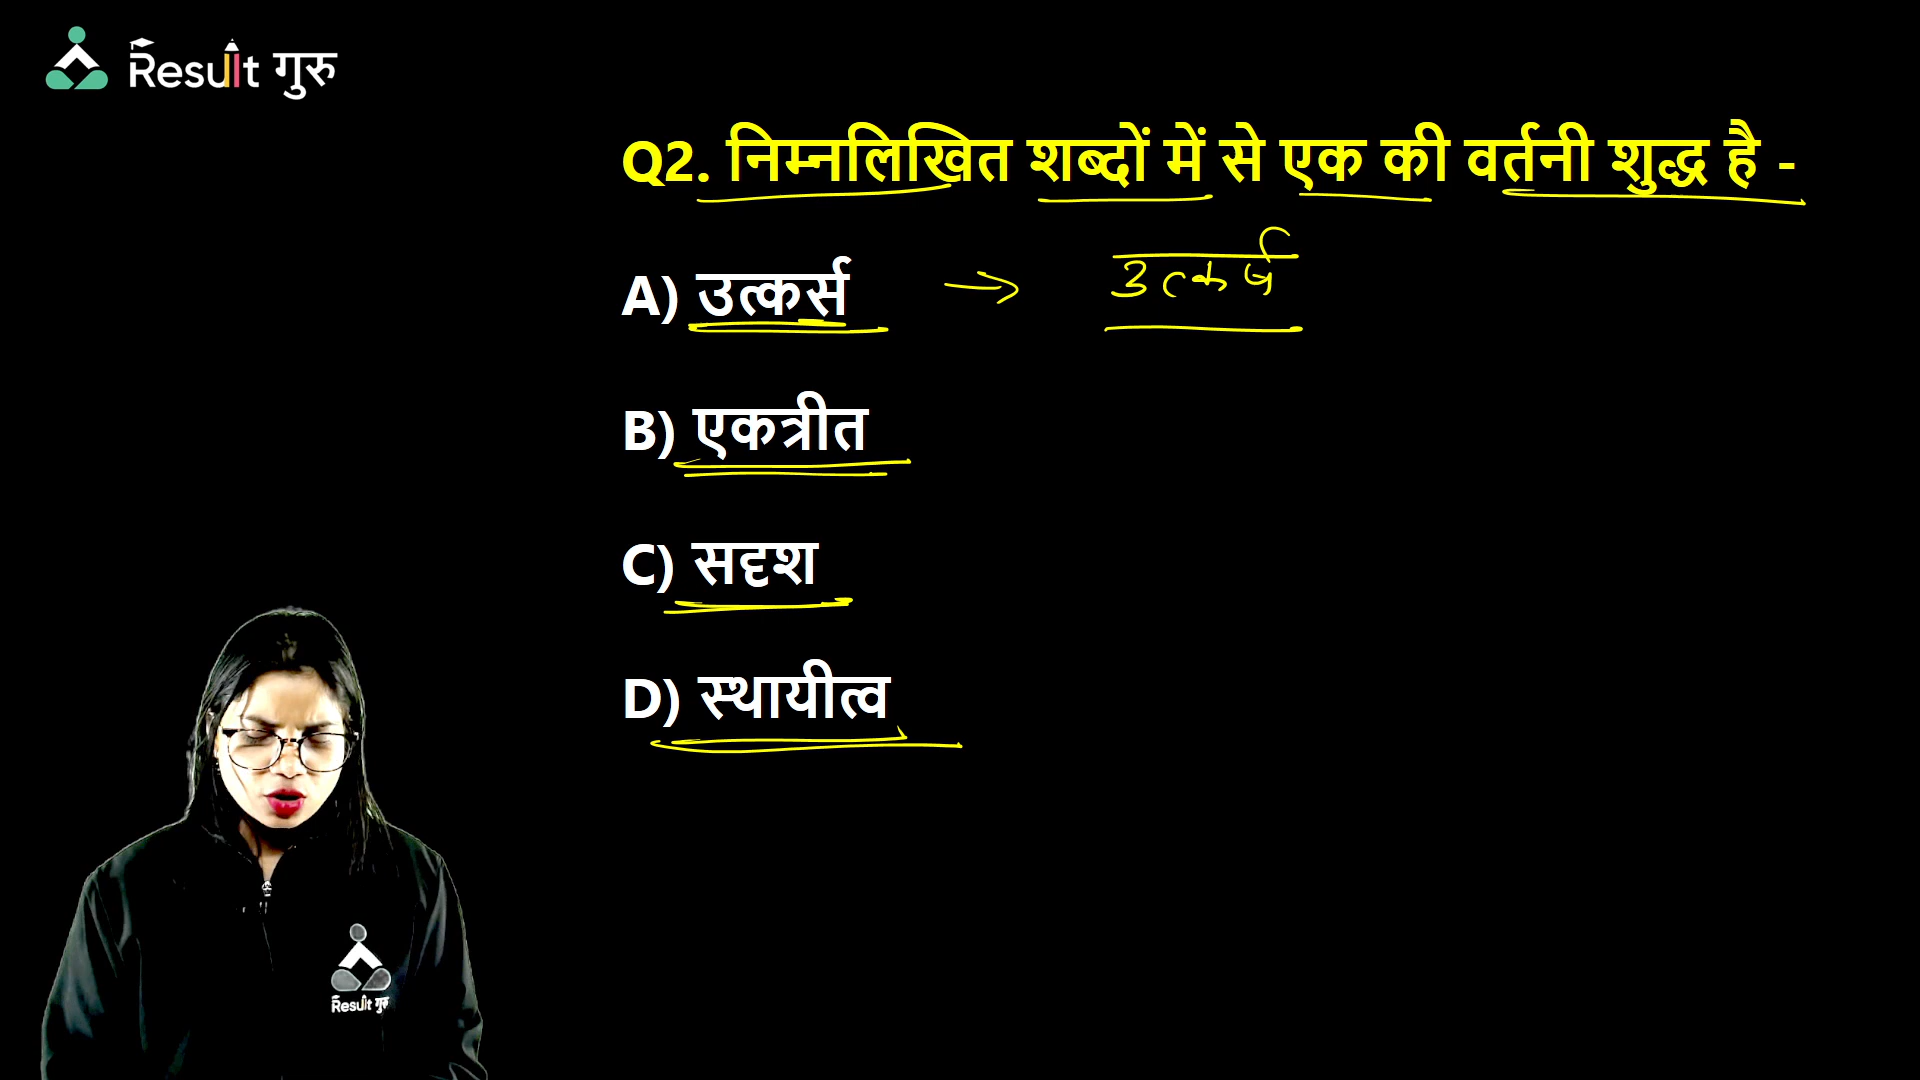 Result गुरु
Q2. निम्नलिखित शब्दों में से एक की वर्तनी शुद्ध है -
A) उत्कर्स → उत्कर्ष
B) एकत्रीत
C) सदृश
D) स्थायीत्व
Result गुरु